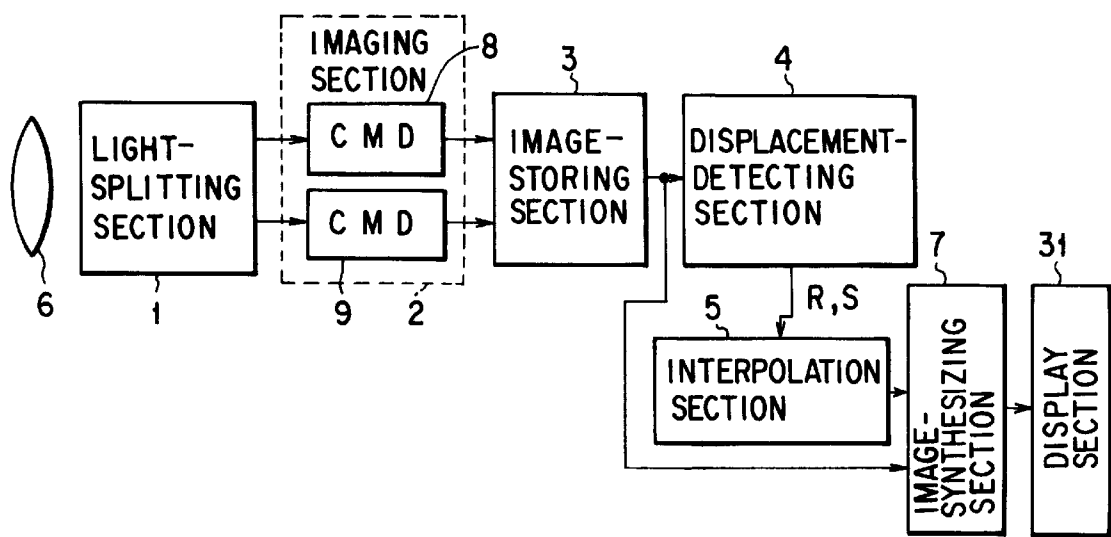 IMAGING
SECTION
8
3
4
LIGHT-
SPLITTING
SECTION
C M D
C M D
IMAGE-
STORING
SECTION
DISPLACEMENT-
DETECTING
SECTION
6
1
9
2
R,S
5
7
31
INTERPOLATION
SECTION
IMAGE-
SYNTHESIZING
SECTION
DISPLAY
SECTION